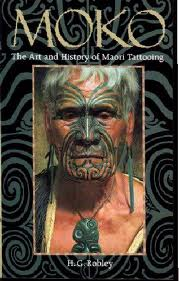 MOKO
The Art and History of Maori Tattooing
H.G. Robley